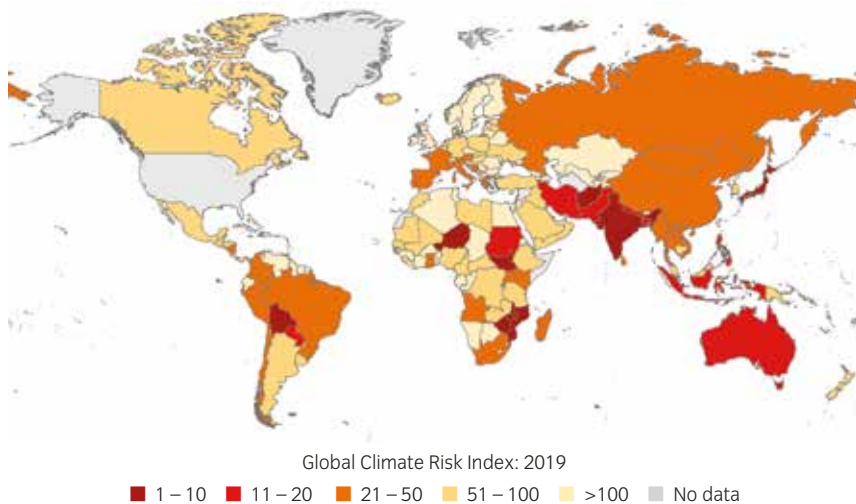 Global Climate Risk Index: 2019
1 – 10 11 – 20 21 – 50 51 – 100 >100 No data